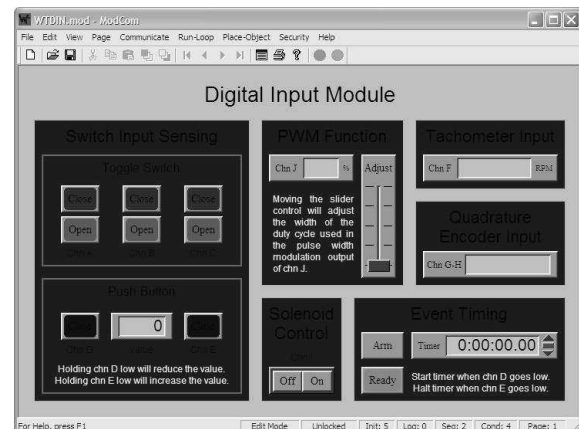 WTDIN.mod - ModCom
File Edit View Page Communicate Run-Loop Place-Object Security Help
Digital Input Module
Switch Input Sensing
Toggle Switch
Close Close Close
Open Open Open
Chn A Chn B Chn C
Push Button
Close 0 Close
Chn D Value Chn E
Holding chn D low will reduce the value.
Holding chn E low will increase the value.
PWM Function
Chn J % Adjust
Moving the slider
control will adjust
the width of the
duty cycle used in
the pulse width
modulation output
of chn J.
Tachometer Input
Chn F RPM
Quadrature
Encoder Input
Chn G-H
Solenoid
Control
Off On
Event Timing
Arm Timer 0:00:00.00
Ready Start timer when chn D goes low.
Halt timer when chn E goes low.
For Help, press F1 Edit Mode Unlocked Init: 5 Log: 0 Seq: 2 Cond: 4 Page: 1